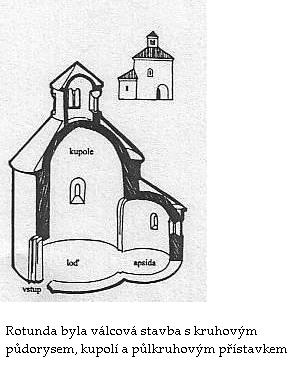 kupole
loď
apsida
vstup
Rotunda byla válcová stavba s kruhovým
půdorysem, kupolí a půlkruhovým přístavkem